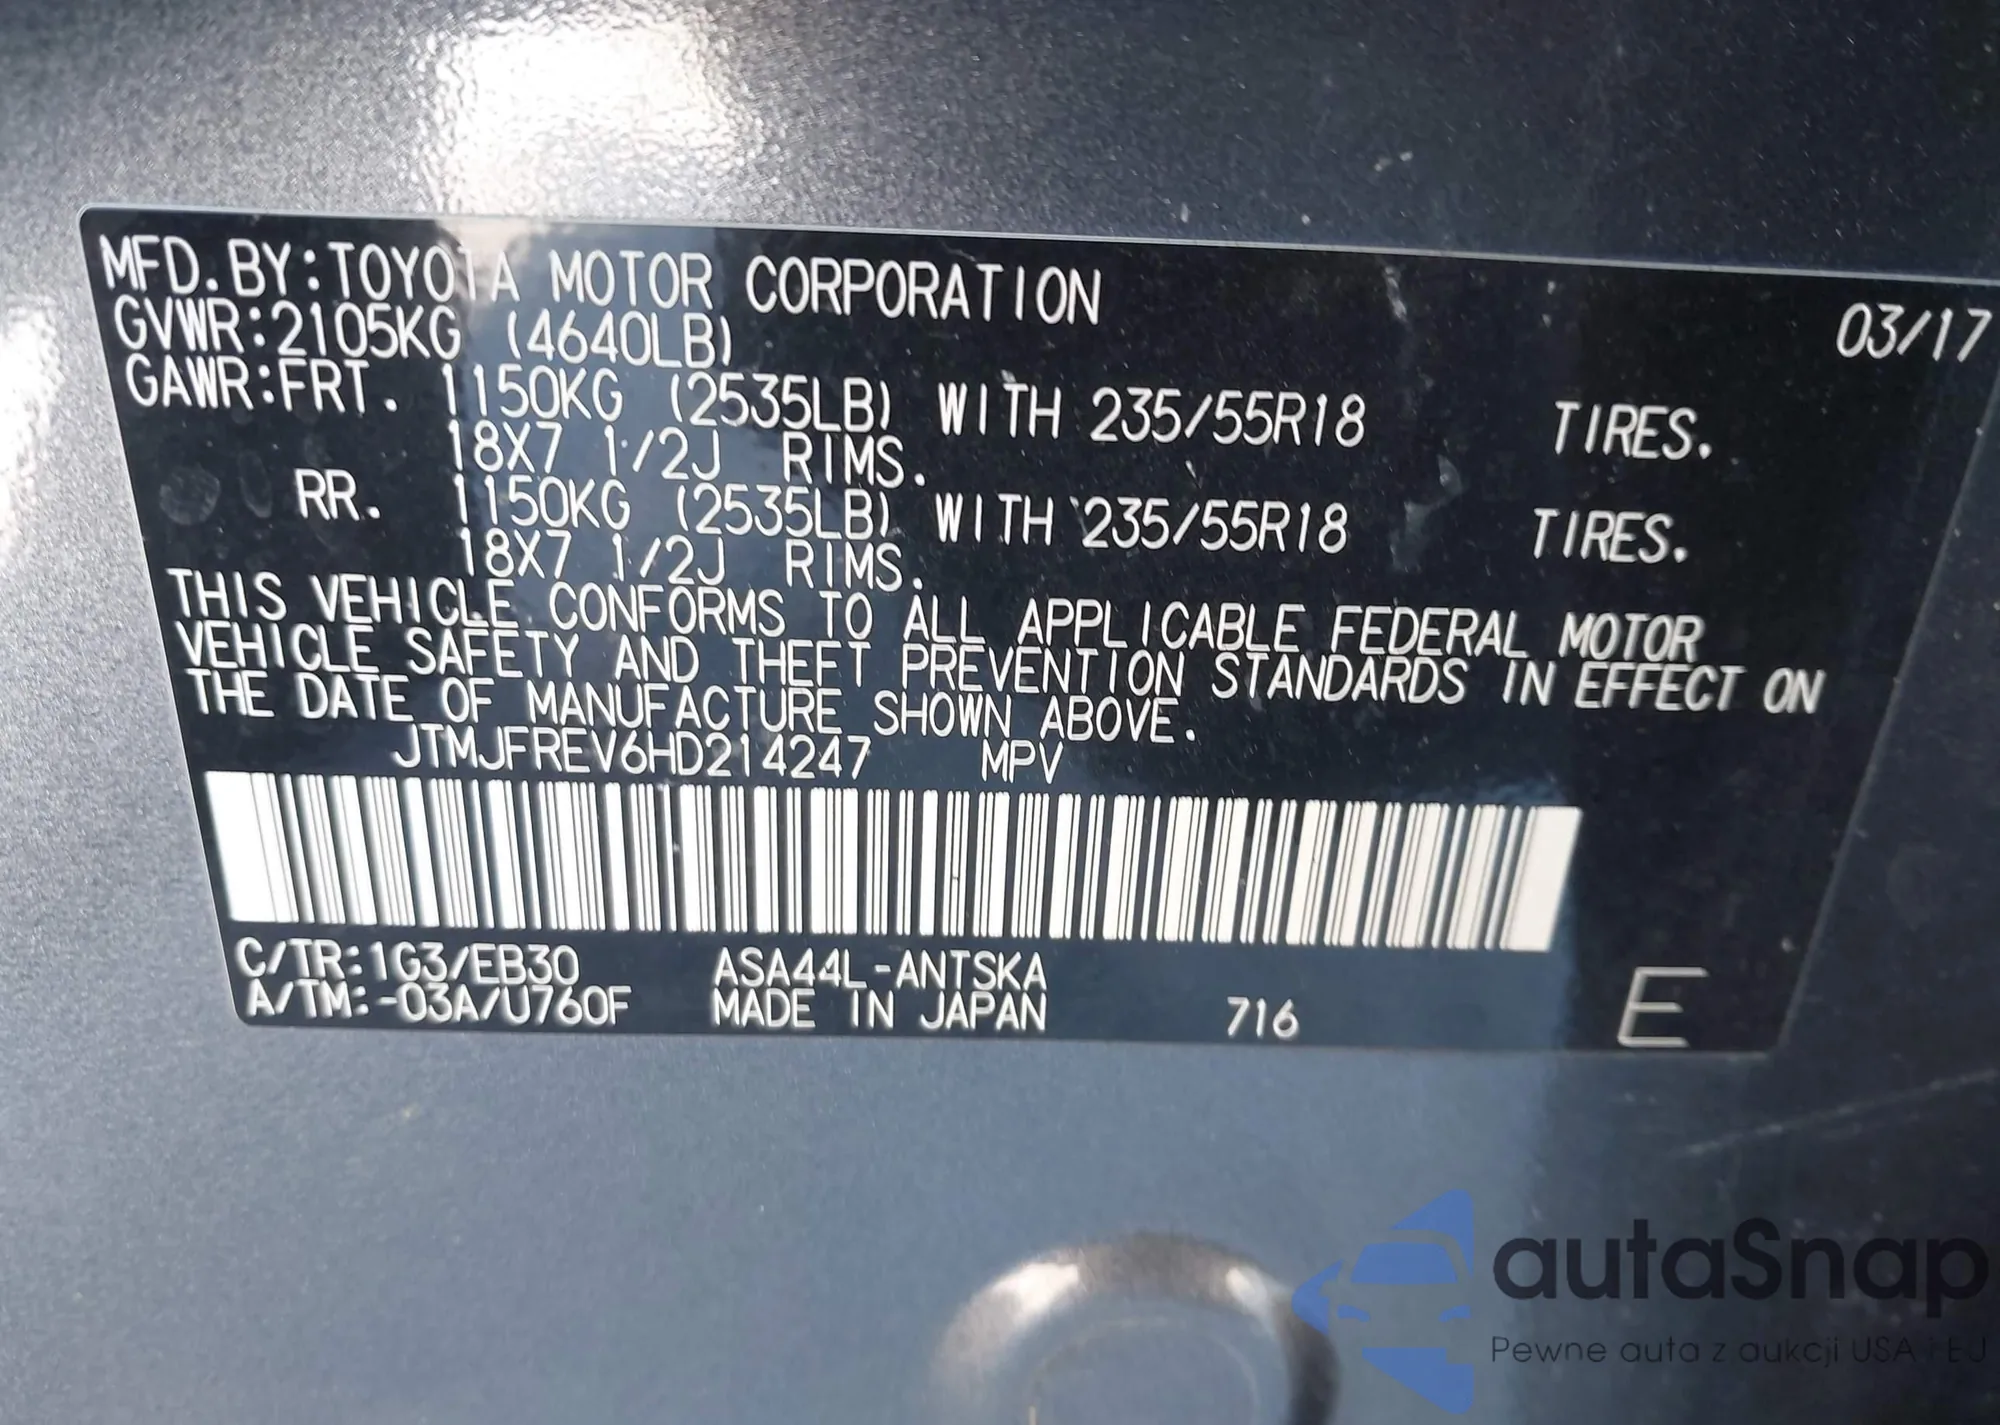 MFD.BY:TOYOTA MOTOR CORPORATION 03/17
GVWR:2105KG (4640LB)
GAWR:FRT. 1150KG (2535LB) WITH 235/55R18 TIRES.
18X7 1/2J RIMS.
RR. 1150KG (2535LB) WITH 235/55R18 TIRES.
18X7 1/2J RIMS.
THIS VEHICLE CONFORMS TO ALL APPLICABLE FEDERAL MOTOR
VEHICLE SAFETY AND THEFT PREVENTION STANDARDS IN EFFECT ON
THE DATE OF MANUFACTURE SHOWN ABOVE.
JTMJFREV6HD214247 MPV
C/TR:1G3/EB30 ASA44L-ANTSKA
A/TM:-03A/U760F MADE IN JAPAN 716 E
autaSnap
Pewne auta z aukcji USA i EU